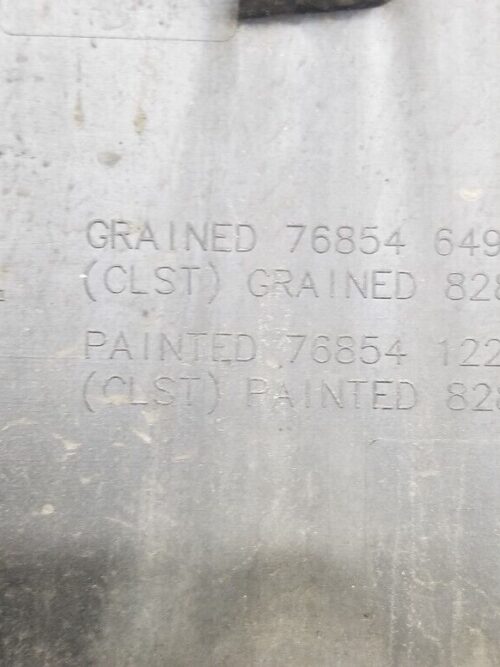 GRAINED 76854 649
(CLST) GRAINED 828
PAINTED 76854 122
(CLST) PAINTED 828